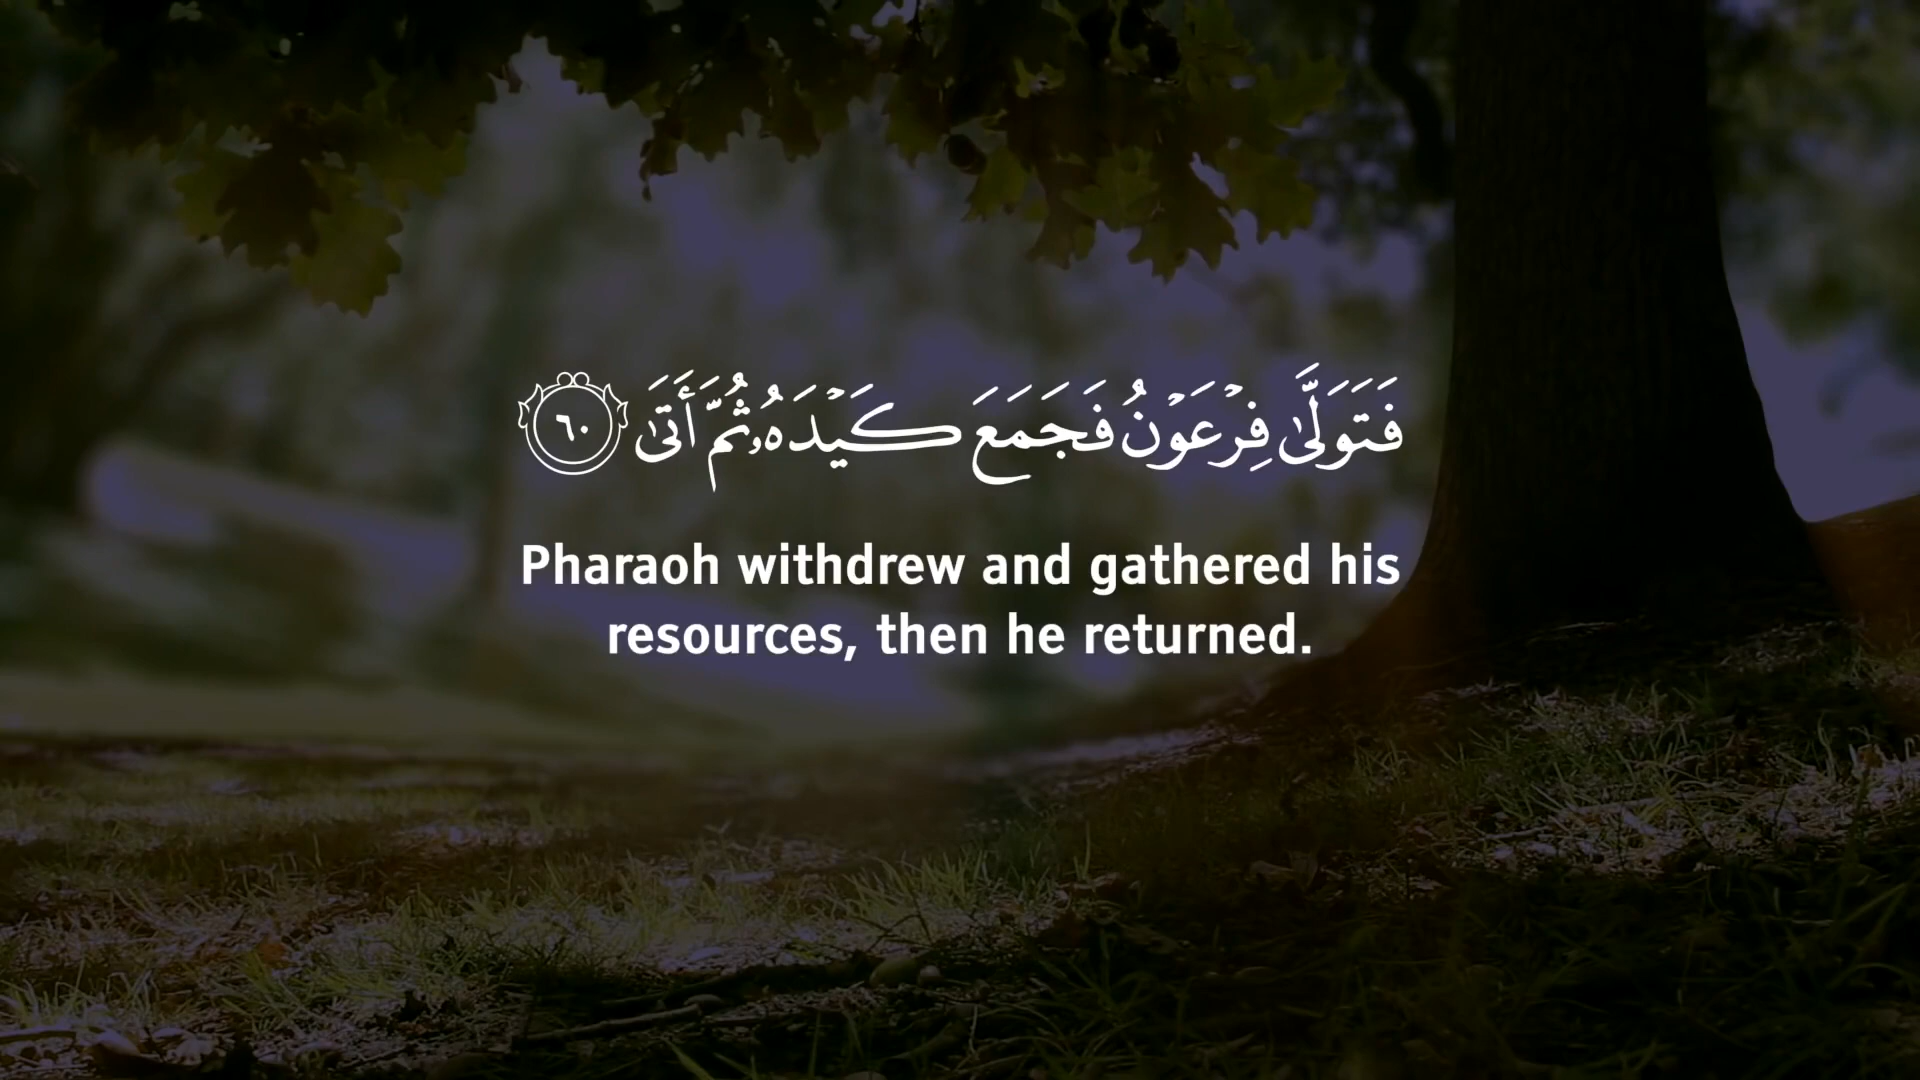 فَتَوَلَّىٰ فِرْعَوْنُ فَجَمَعَ كَيْدَهُۥ ثُمَّ أَتَىٰ ٦٠
Pharaoh withdrew and gathered his
resources, then he returned.